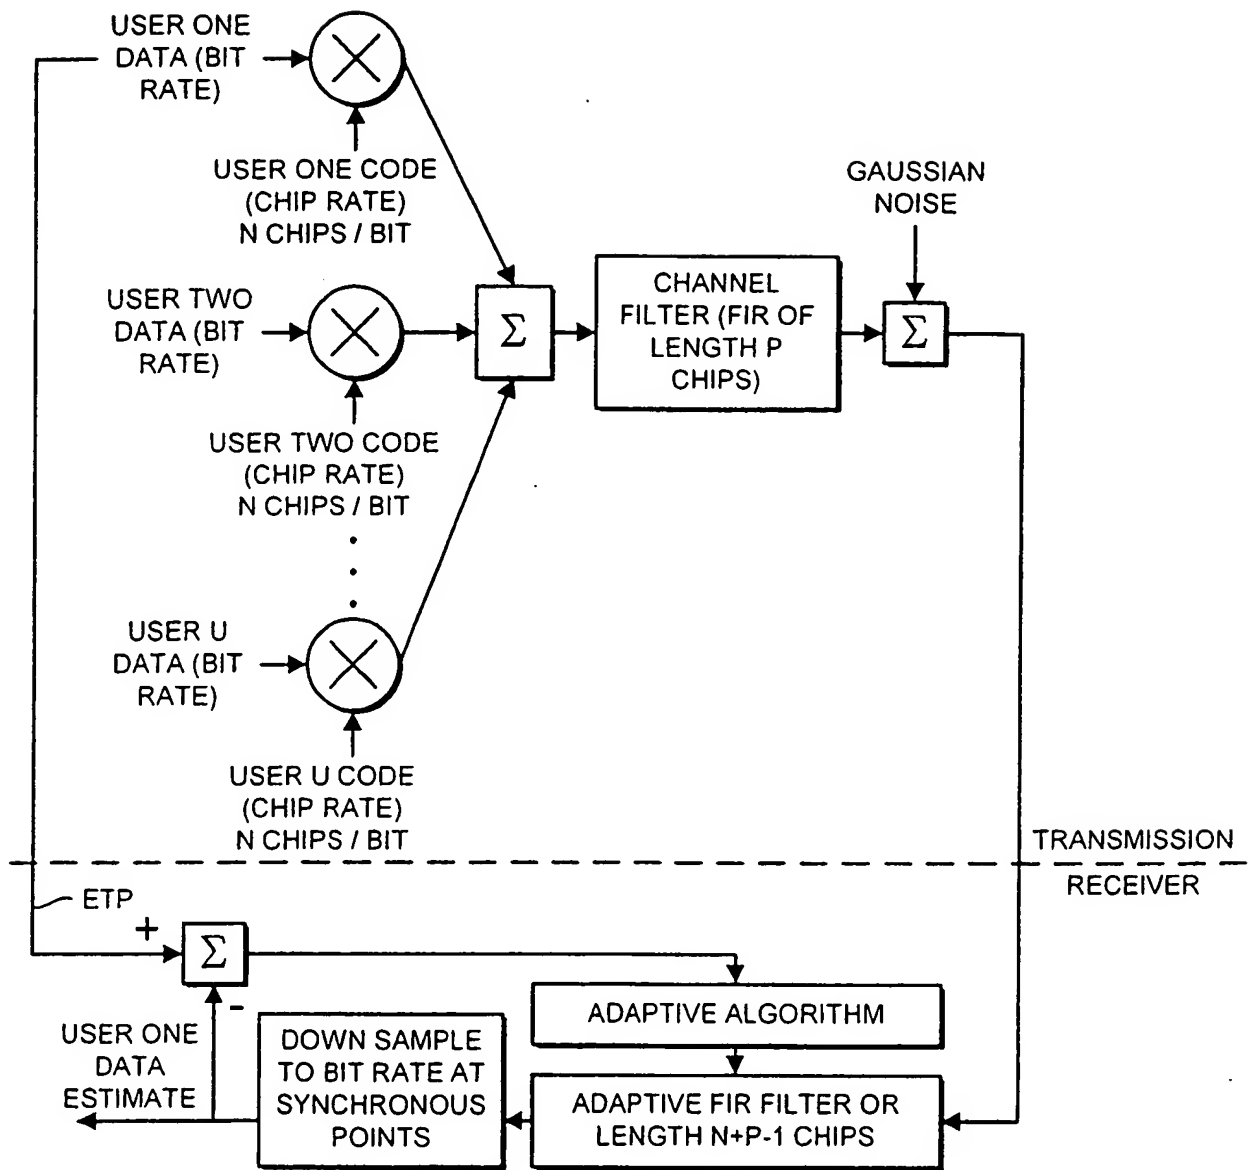 USER ONE
DATA (BIT
RATE)
USER ONE CODE
(CHIP RATE)
N CHIPS / BIT
GAUSSIAN
NOISE
USER TWO
DATA (BIT
RATE)
Σ
CHANNEL
FILTER (FIR OF
LENGTH P
CHIPS)
Σ
USER TWO CODE
(CHIP RATE)
N CHIPS / BIT
USER U
DATA (BIT
RATE)
USER U CODE
(CHIP RATE)
N CHIPS / BIT
TRANSMISSION
RECEIVER
ETP
+
Σ
-
ADAPTIVE ALGORITHM
USER ONE
DATA
ESTIMATE
DOWN SAMPLE
TO BIT RATE AT
SYNCHRONOUS
POINTS
ADAPTIVE FIR FILTER OR
LENGTH N+P-1 CHIPS